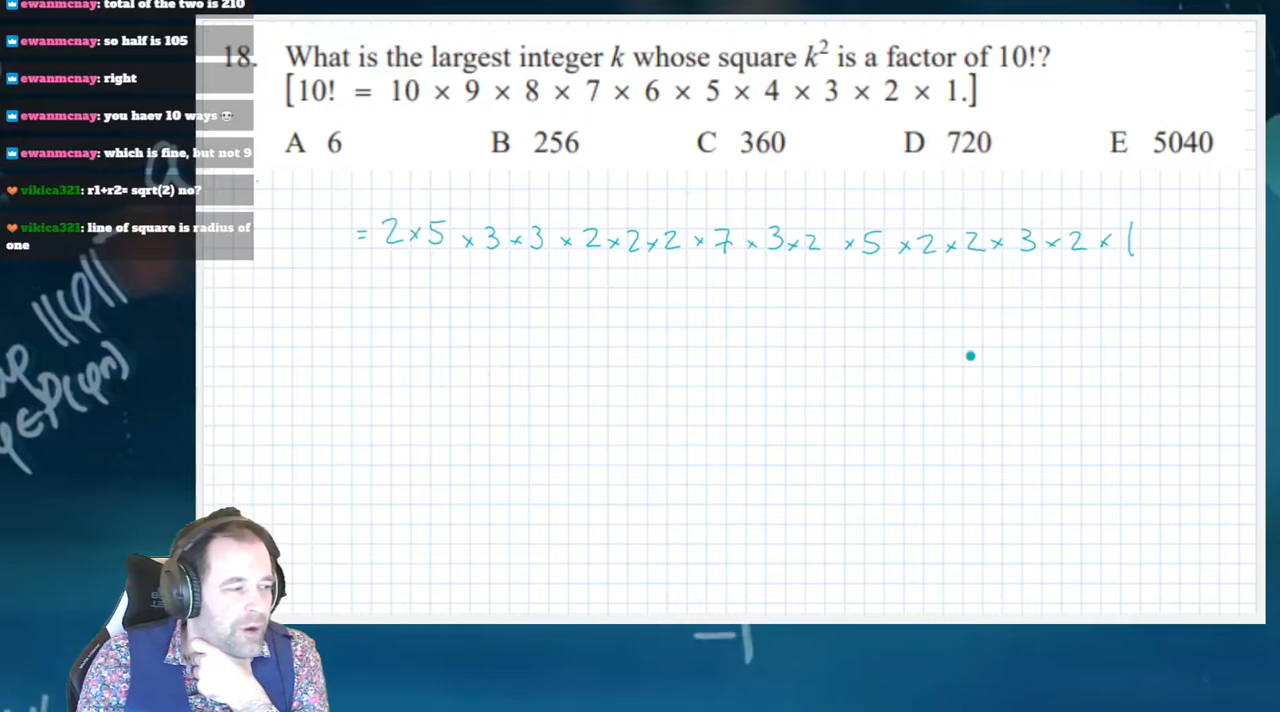 ewanmcnay: total of the two is 210
ewanmcnay: so half is 105
ewanmcnay: right
ewanmcnay: you haev 10 ways
ewanmcnay: which is fine, but not 9
vikica321: r1+r2= sqrt(2) no?
vikica321: line of square is radius of
one
18. What is the largest integer k whose square k² is a factor of 10!?
[10! = 10 × 9 × 8 × 7 × 6 × 5 × 4 × 3 × 2 × 1.]
A 6 B 256 C 360 D 720 E 5040
= 2 × 5 × 3 × 3 × 2 × 2 × 2 × 7 × 3 × 2 × 5 × 2 × 2 × 3 × 2 × 1
||φ||